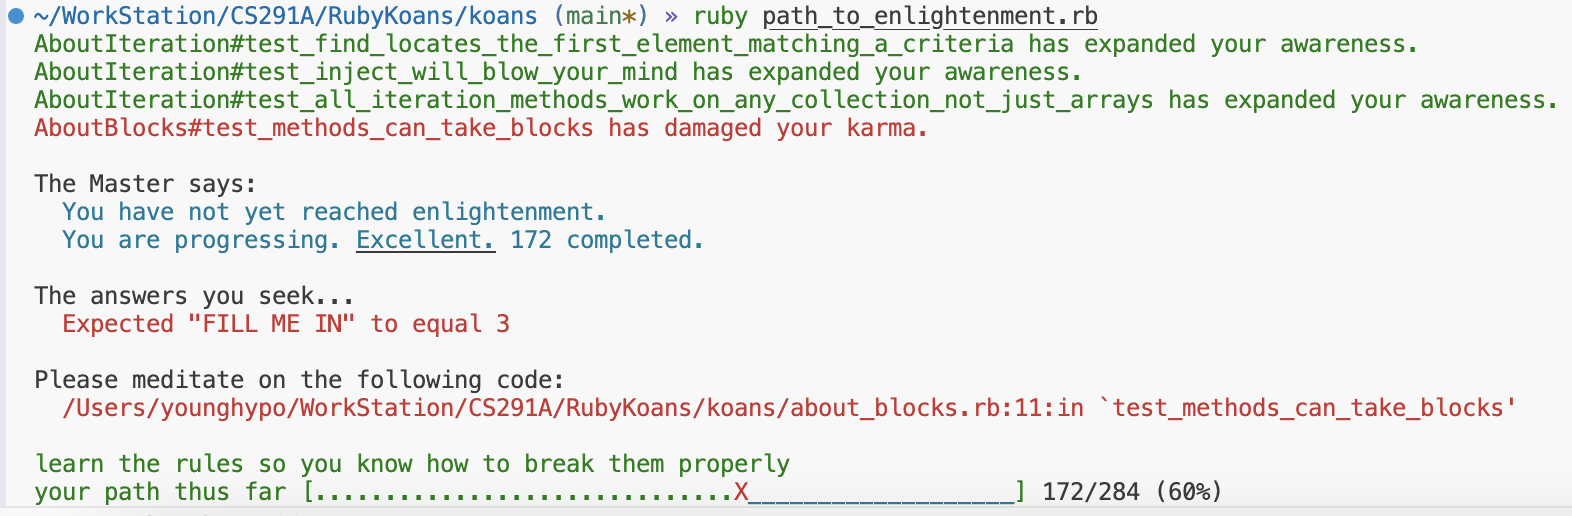 ~/WorkStation/CS291A/RubyKoans/koans (main*) » ruby path_to_enlightenment.rb
AboutIteration#test_find_locates_the_first_element_matching_a_criteria has expanded your awareness.
AboutIteration#test_inject_will_blow_your_mind has expanded your awareness.
AboutIteration#test_all_iteration_methods_work_on_any_collection_not_just_arrays has expanded your awareness.
AboutBlocks#test_methods_can_take_blocks has damaged your karma.
The Master says:
You have not yet reached enlightenment.
You are progressing. Excellent. 172 completed.
The answers you seek...
Expected "FILL ME IN" to equal 3
Please meditate on the following code:
/Users/younghypo/WorkStation/CS291A/RubyKoans/koans/about_blocks.rb:11:in `test_methods_can_take_blocks'
learn the rules so you know how to break them properly
your path thus far [..............................X___________________] 172/284 (60%)